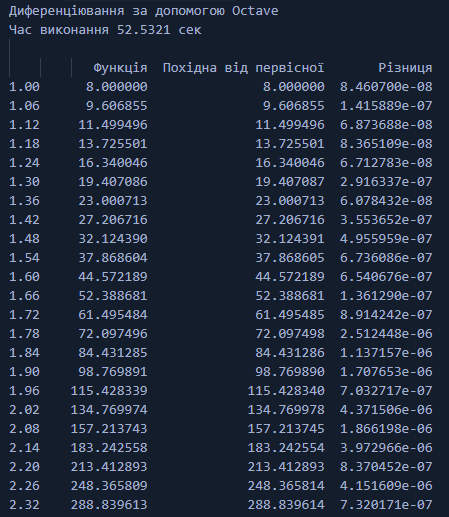 Диференціювання за допомогою Octave
Час виконання 52.5321 сек
Функція Похідна від первісної Різниця
1.00 8.000000 8.000000 8.460700e-08
1.06 9.606855 9.606855 1.415889e-07
1.12 11.499496 11.499496 6.873688e-08
1.18 13.725501 13.725501 8.365109e-08
1.24 16.340046 16.340046 6.712783e-08
1.30 19.407086 19.407087 2.916337e-07
1.36 23.000713 23.000713 6.078432e-08
1.42 27.206716 27.206716 3.553652e-07
1.48 32.124390 32.124391 4.955959e-07
1.54 37.868604 37.868605 6.736086e-07
1.60 44.572189 44.572189 6.540676e-07
1.66 52.388681 52.388681 1.361290e-07
1.72 61.495484 61.495485 8.914242e-07
1.78 72.097496 72.097498 2.512448e-06
1.84 84.431285 84.431286 1.137157e-06
1.90 98.769891 98.769890 1.707653e-06
1.96 115.428339 115.428340 7.032717e-07
2.02 134.769974 134.769978 4.371506e-06
2.08 157.213743 157.213745 1.866198e-06
2.14 183.242558 183.242554 3.972966e-06
2.20 213.412893 213.412893 8.370452e-07
2.26 248.365809 248.365814 4.151609e-06
2.32 288.839613 288.839614 7.320171e-07